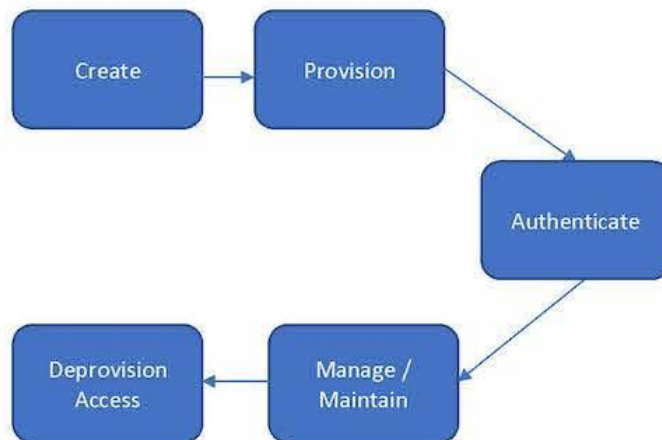 Create
Provision
Authenticate
Manage /
Maintain
Deprovision
Access